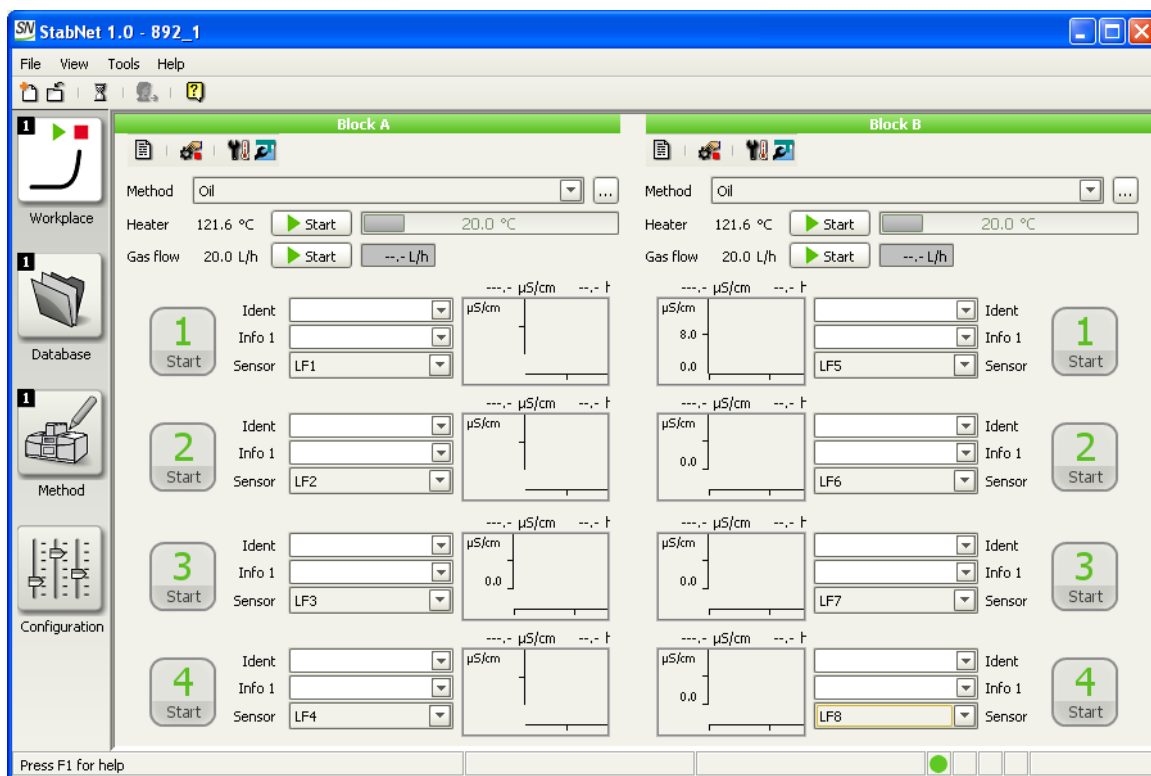 SN StabNet 1.0 - 892_1
File View Tools Help
1
Workplace
1
Database
1
Method
Configuration
Block A
Method Oil ...
Heater 121.6 °C Start 20.0 °C
Gas flow 20.0 L/h Start --.- L/h
---.- µS/cm --.- h
1 Start
Ident
Info 1
Sensor LF1
µS/cm
---.- µS/cm --.- h
2 Start
Ident
Info 1
Sensor LF2
µS/cm
---.- µS/cm --.- h
3 Start
Ident
Info 1
Sensor LF3
µS/cm
0.0
---.- µS/cm --.- h
4 Start
Ident
Info 1
Sensor LF4
µS/cm
Block B
Method Oil ...
Heater 121.6 °C Start 20.0 °C
Gas flow 20.0 L/h Start --.- L/h
---.- µS/cm --.- h
µS/cm
8.0
0.0
Ident
Info 1
LF5 Sensor
1 Start
---.- µS/cm --.- h
µS/cm
0.0
Ident
Info 1
LF6 Sensor
2 Start
---.- µS/cm --.- h
µS/cm
0.0
Ident
Info 1
LF7 Sensor
3 Start
---.- µS/cm --.- h
µS/cm
0.0
Ident
Info 1
LF8 Sensor
4 Start
Press F1 for help